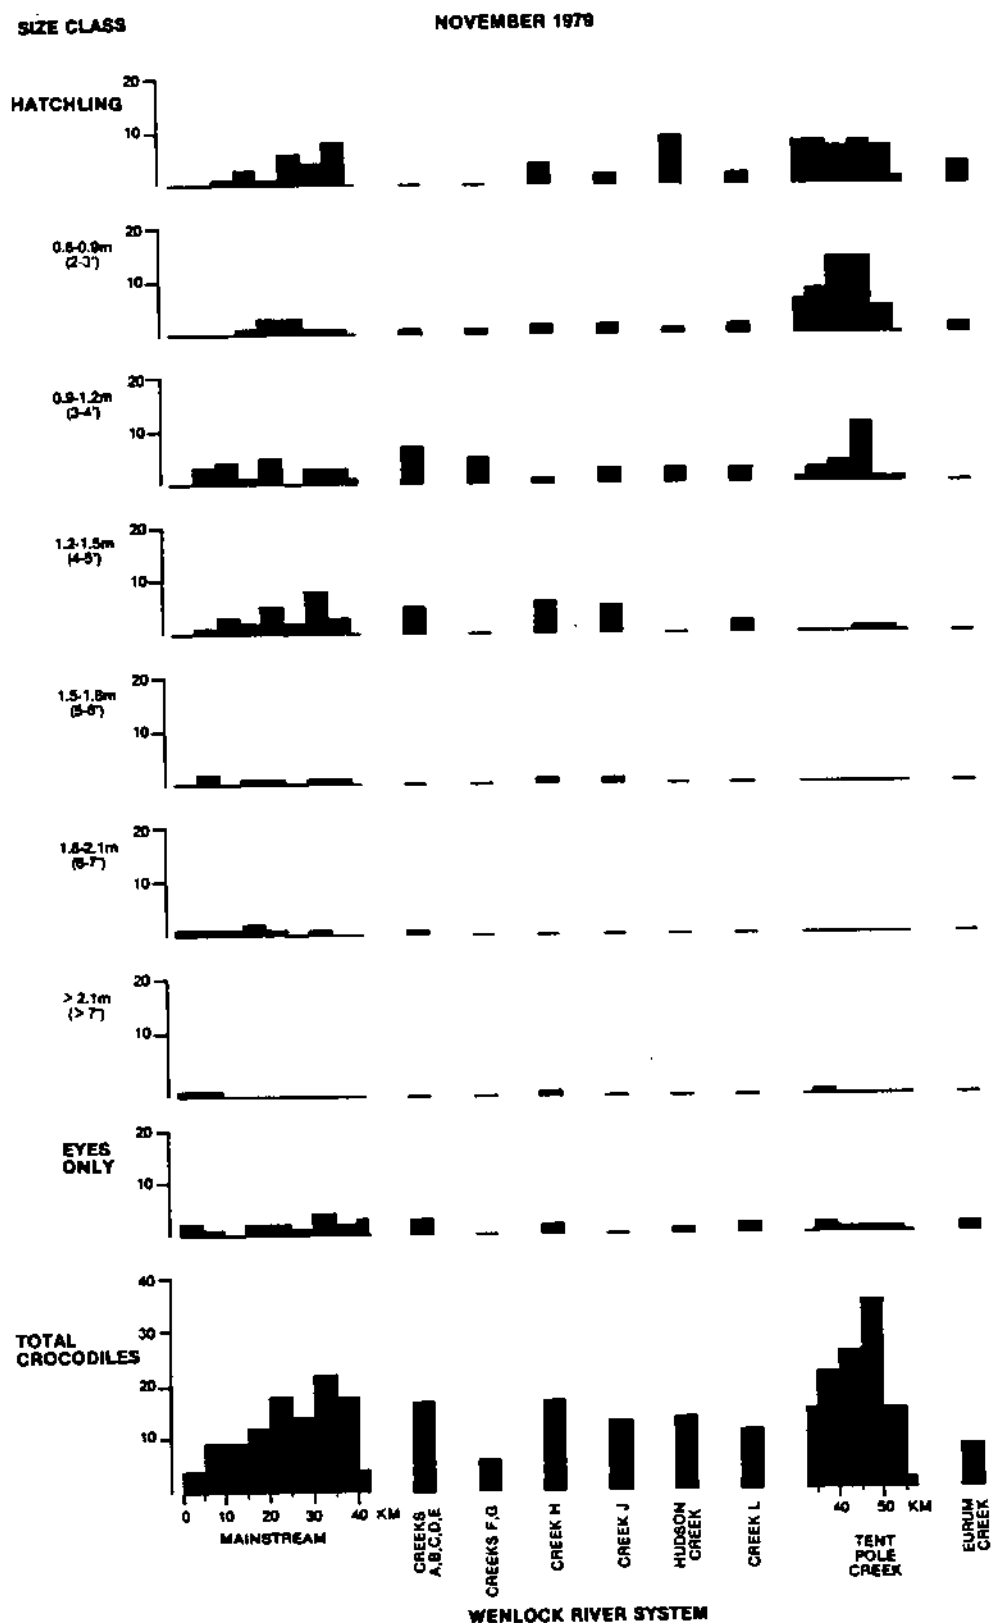 SIZE CLASS
NOVEMBER 1979
HATCHLING
20
10
0.6-0.9m
(2-3')
20
10
0.9-1.2m
(3-4')
20
10
1.2-1.5m
(4-5')
20
10
1.5-1.8m
(5-6')
20
10
1.8-2.1m
(6-7')
20
10
> 2.1m
(> 7')
20
10
EYES
ONLY
20
10
TOTAL
CROCODILES
40
30
20
10
0 10 20 30 40 KM
MAINSTREAM
CREEKS
A,B,C,D,E
CREEKS F,G
CREEK H
CREEK J
HUDSON
CREEK
CREEK L
40 50 KM
TENT
POLE
CREEK
EURUM
CREEK
WENLOCK RIVER SYSTEM